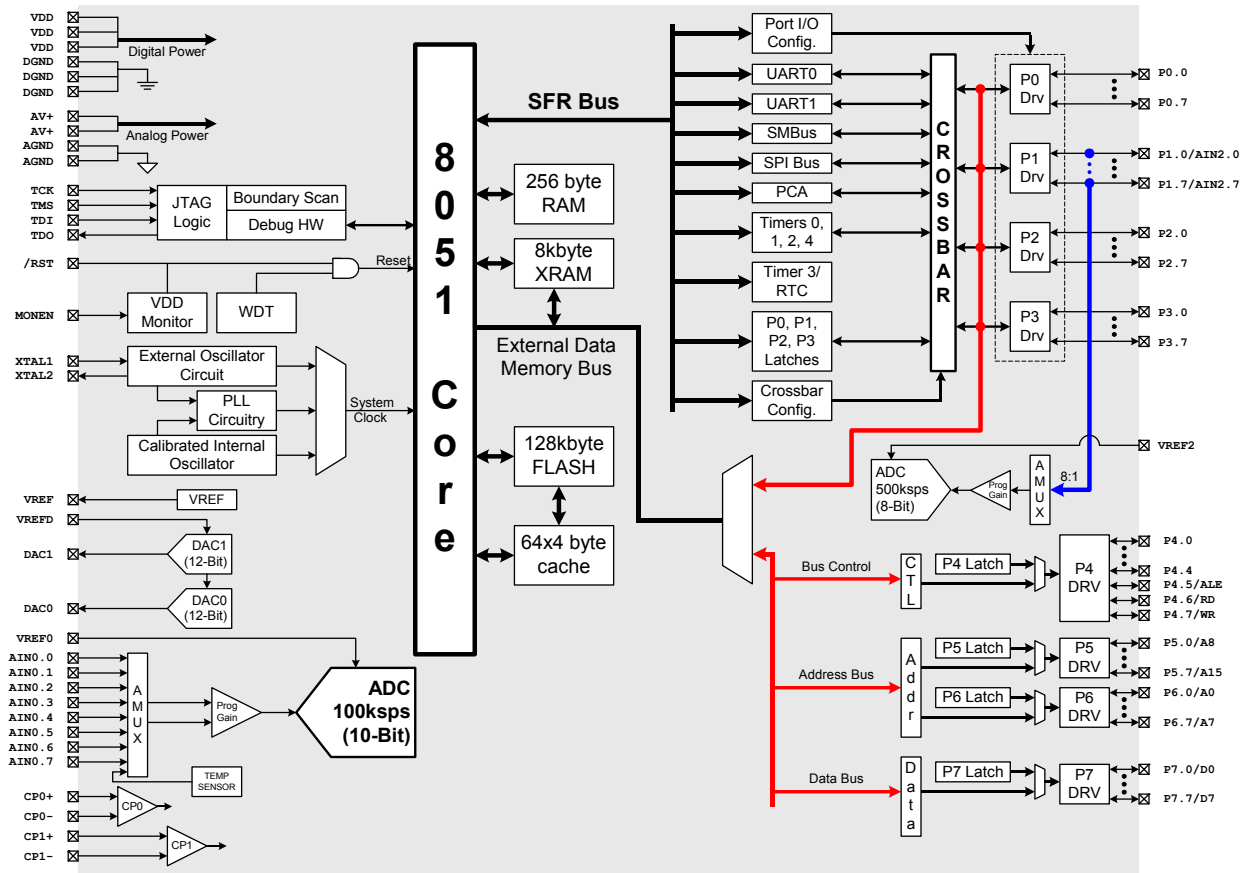 VDD
VDD
VDD
DGND
DGND
DGND
Digital Power
AV+
AV+
AGND
AGND
Analog Power
TCK
TMS
TDI
TDO
JTAG
Logic
Boundary Scan
Debug HW
/RST
MONEN
VDD
Monitor
WDT
Reset
XTAL1
XTAL2
External Oscillator
Circuit
PLL
Circuitry
Calibrated Internal
Oscillator
System
Clock
VREF
VREF
VREFD
DAC1
DAC1
(12-Bit)
DAC0
DAC0
(12-Bit)
VREF0
AIN0.0
AIN0.1
AIN0.2
AIN0.3
AIN0.4
AIN0.5
AIN0.6
AIN0.7
AMUX
Prog
Gain
ADC
100ksps
(10-Bit)
TEMP
SENSOR
CP0+
CP0-
CP0
CP1+
CP1-
CP1
8051 Core
SFR Bus
256 byte
RAM
8kbyte
XRAM
External Data
Memory Bus
128kbyte
FLASH
64x4 byte
cache
Port I/O
Config.
UART0
UART1
SMBus
SPI Bus
PCA
Timers 0,
1, 2, 4
Timer 3/
RTC
P0, P1,
P2, P3
Latches
Crossbar
Config.
CROSSBAR
P0
Drv
P1
Drv
P2
Drv
P3
Drv
P0.0
P0.7
P1.0/AIN2.0
P1.7/AIN2.7
P2.0
P2.7
P3.0
P3.7
VREF2
ADC
500ksps
(8-Bit)
Prog
Gain
AMUX
8:1
Bus Control
CTL
P4 Latch
P4
DRV
P4.0
P4.4
P4.5/ALE
P4.6/RD
P4.7/WR
Address Bus
Addr
P5 Latch
P5
DRV
P5.0/A8
P5.7/A15
P6 Latch
P6
DRV
P6.0/A0
P6.7/A7
Data Bus
Data
P7 Latch
P7
DRV
P7.0/D0
P7.7/D7